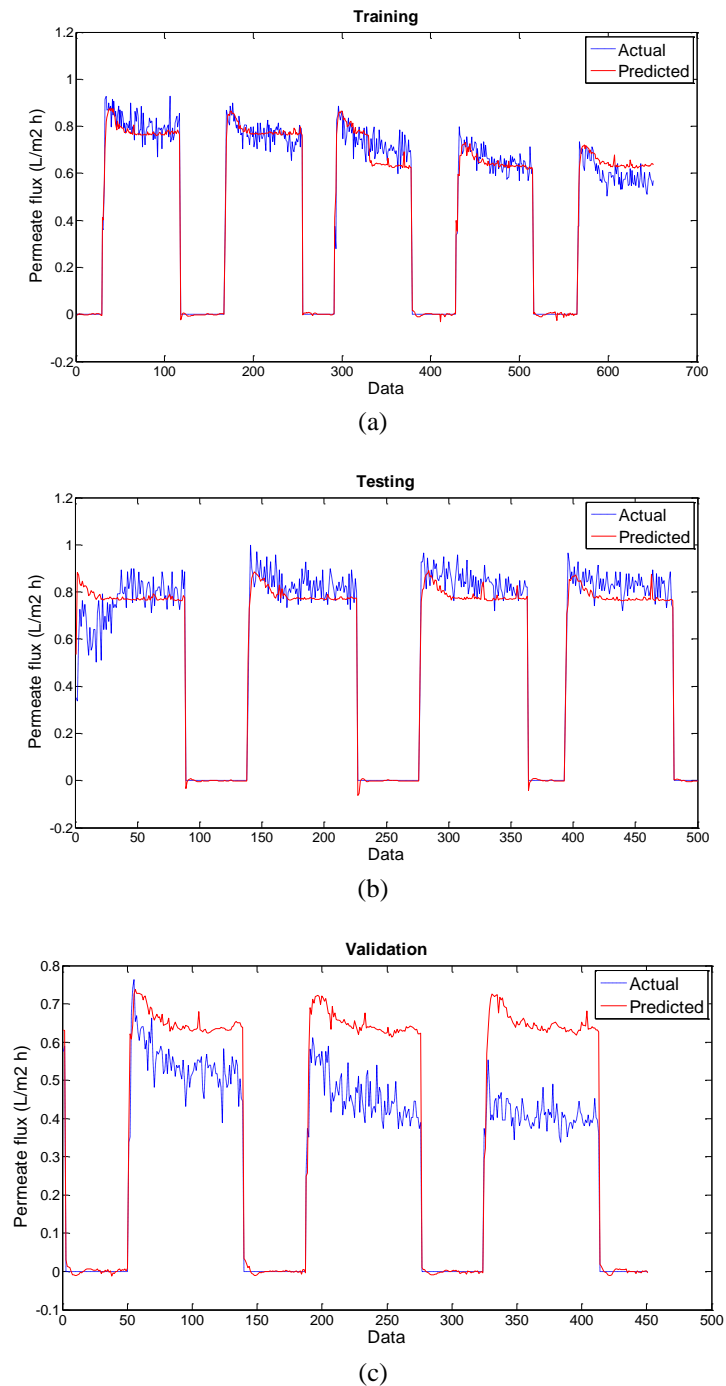 Training
1.2
1
0.8
0.6
0.4
0.2
0
-0.2
Permeate flux (L/m2 h)
Actual
Predicted
0 100 200 300 400 500 600 700
Data
(a)
Testing
1.2
1
0.8
0.6
0.4
0.2
0
-0.2
Permeate flux (L/m2 h)
Actual
Predicted
0 50 100 150 200 250 300 350 400 450 500
Data
(b)
Validation
0.8
0.7
0.6
0.5
0.4
0.3
0.2
0.1
0
-0.1
Permeate flux (L/m2 h)
Actual
Predicted
0 50 100 150 200 250 300 350 400 450 500
Data
(c)